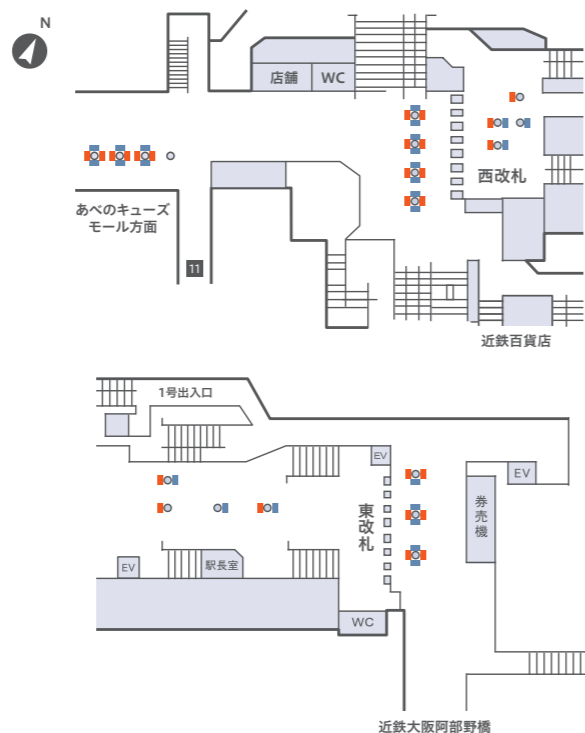 N
店舗
WC
西改札
あべのキューズ
モール方面
11
近鉄百貨店
1号出入口
EV
EV
東改札
券売機
EV
駅長室
WC
近鉄大阪阿部野橋